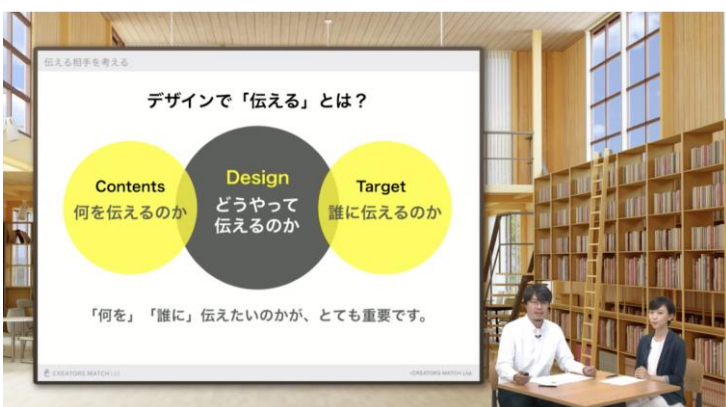 伝える相手を考える
デザインで「伝える」とは？
Contents
何を伝えるのか
Design
どうやって
伝えるのか
Target
誰に伝えるのか
「何を」「誰に」伝えたいのかが、とても重要です。
CREATORS MATCH Ltd
©CREATORS MATCH Ltd.